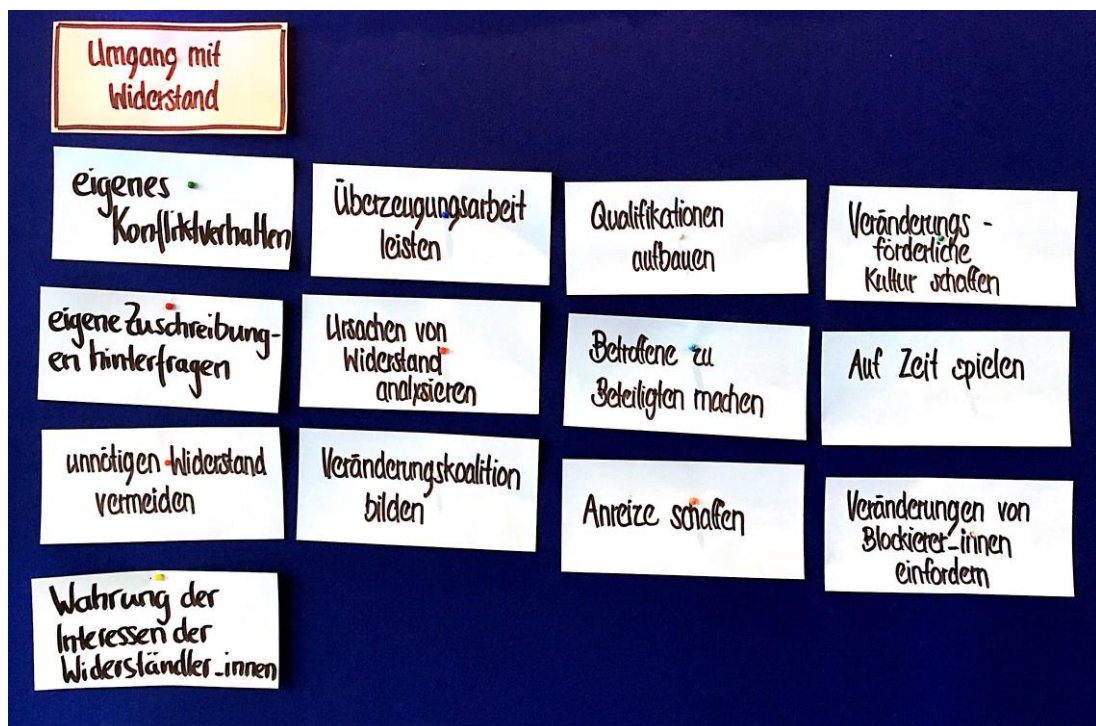 Umgang mit
Widerstand
eigenes
Konfliktverhalten
eigene Zuschreibung-
en hinterfragen
unnötigen Widerstand
vermeiden
Wahrung der
Interessen der
Widerständler_innen
Überzeugungsarbeit
leisten
Ursachen von
Widerstand
analysieren
Veränderungskoalition
bilden
Qualifikationen
aufbauen
Betroffene zu
Beteiligten machen
Anreize schaffen
Veränderungs-
förderliche
Kultur schaffen
Auf Zeit spielen
Veränderungen von
Blockierer_innen
einfordern